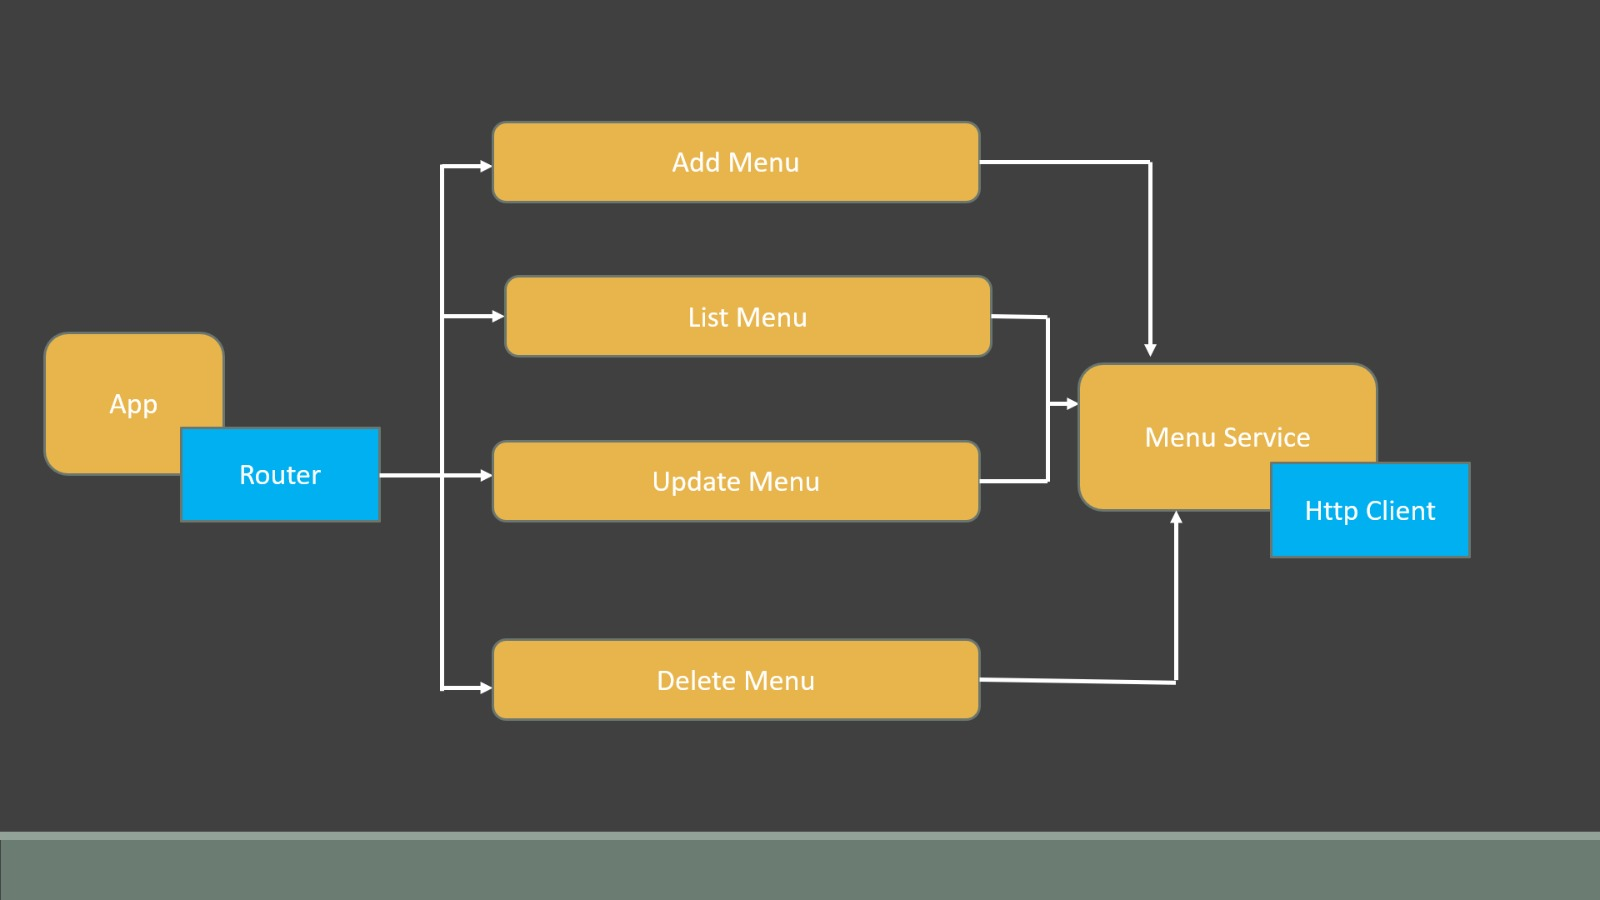 Add Menu
List Menu
App
Router
Update Menu
Menu Service
Http Client
Delete Menu